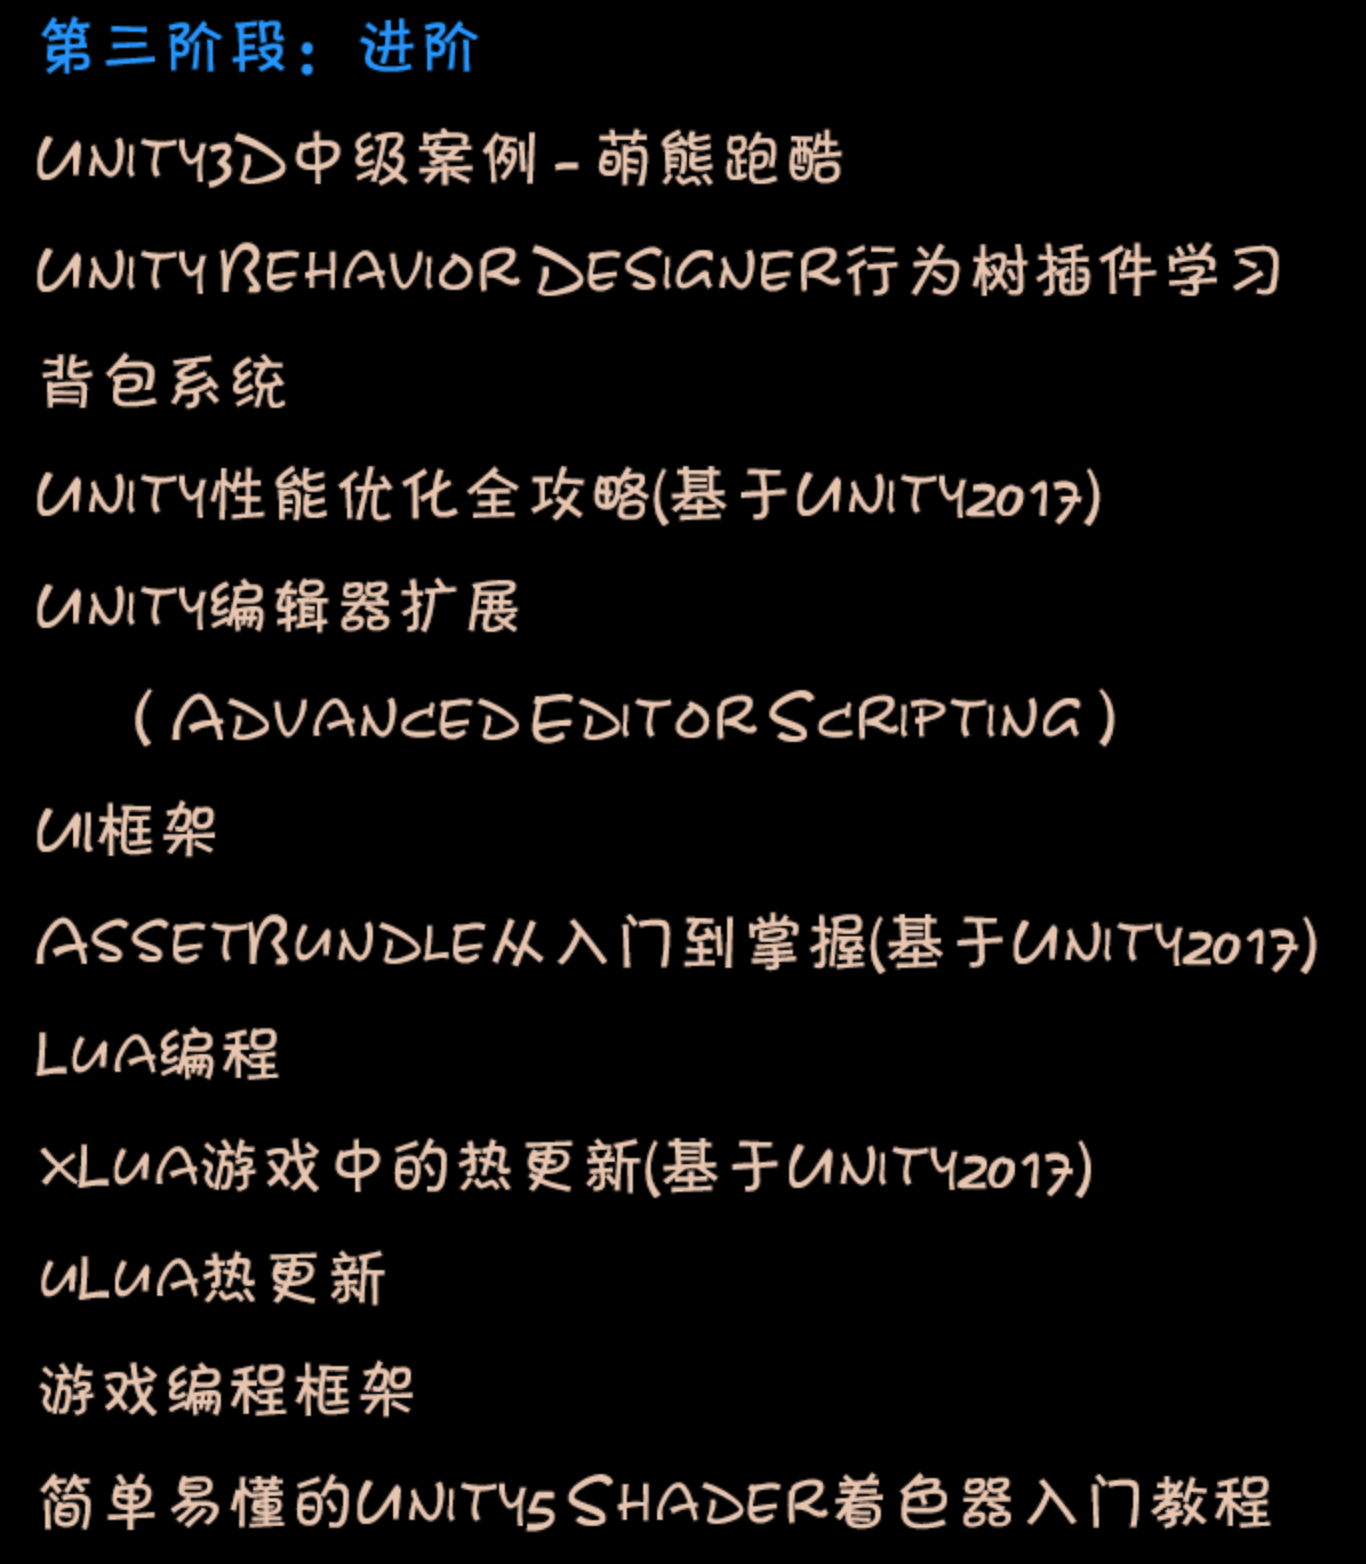 第三阶段：进阶
Unity3D中级案例-萌熊跑酷
Unity Behavior Designer行为树插件学习
背包系统
Unity性能优化全攻略(基于Unity2017)
Unity编辑器扩展
（Advanced Editor Scripting）
UI框架
AssetBundle从入门到掌握(基于Unity2017)
Lua编程
xLua游戏中的热更新(基于Unity2017)
uLua热更新
游戏编程框架
简单易懂的Unity5 Shader着色器入门教程